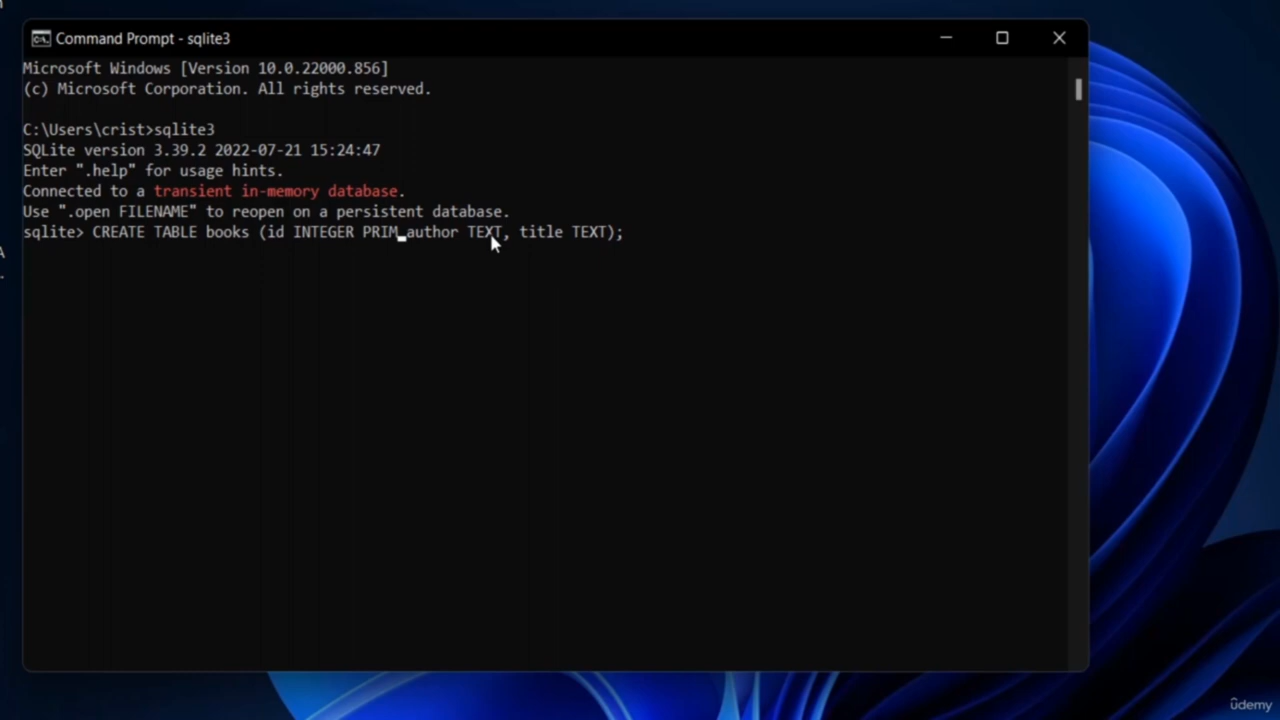 Command Prompt - sqlite3
Microsoft Windows [Version 10.0.22000.856]
(c) Microsoft Corporation. All rights reserved.
C:\Users\crist>sqlite3
SQLite version 3.39.2 2022-07-21 15:24:47
Enter ".help" for usage hints.
Connected to a transient in-memory database.
Use ".open FILENAME" to reopen on a persistent database.
sqlite> CREATE TABLE books (id INTEGER PRIM author TEXT, title TEXT);
udemy